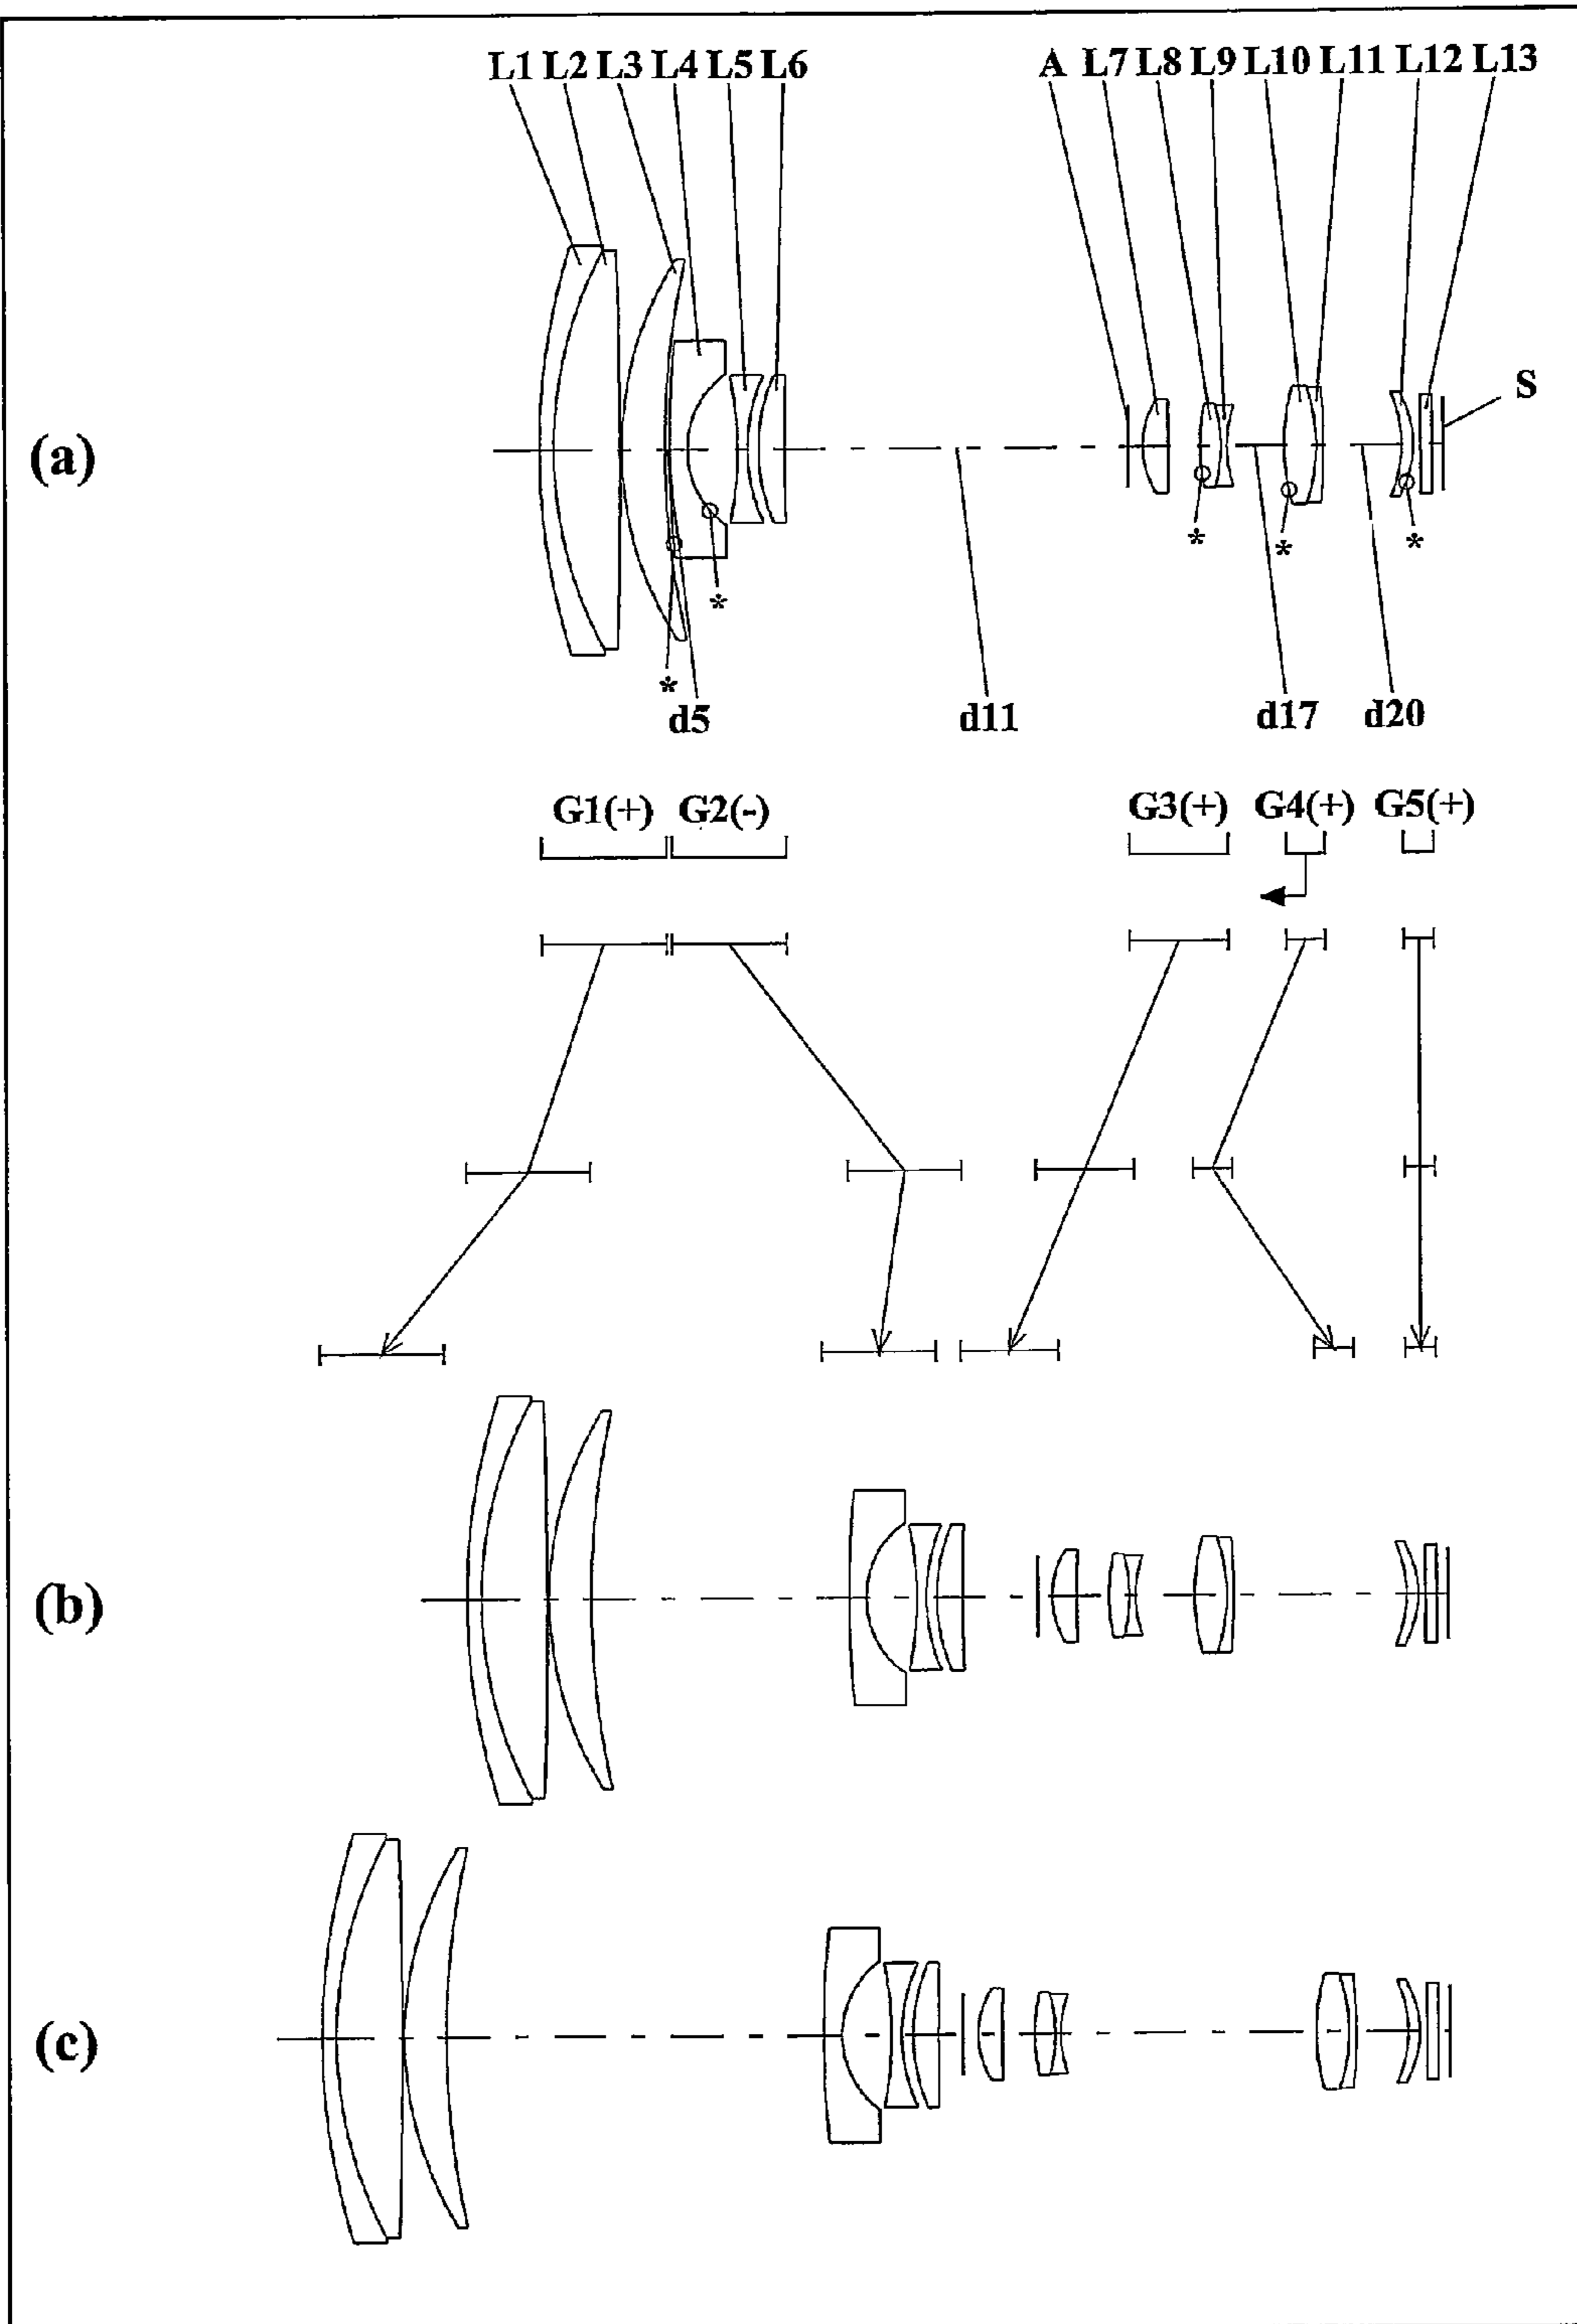 L1 L2 L3 L4 L5 L6 A L7 L8 L9 L10 L11 L12 L13
S
(a)
* * * * * *
d5 d11 d17 d20
G1(+) G2(-) G3(+) G4(+) G5(+)
(b)
(c)